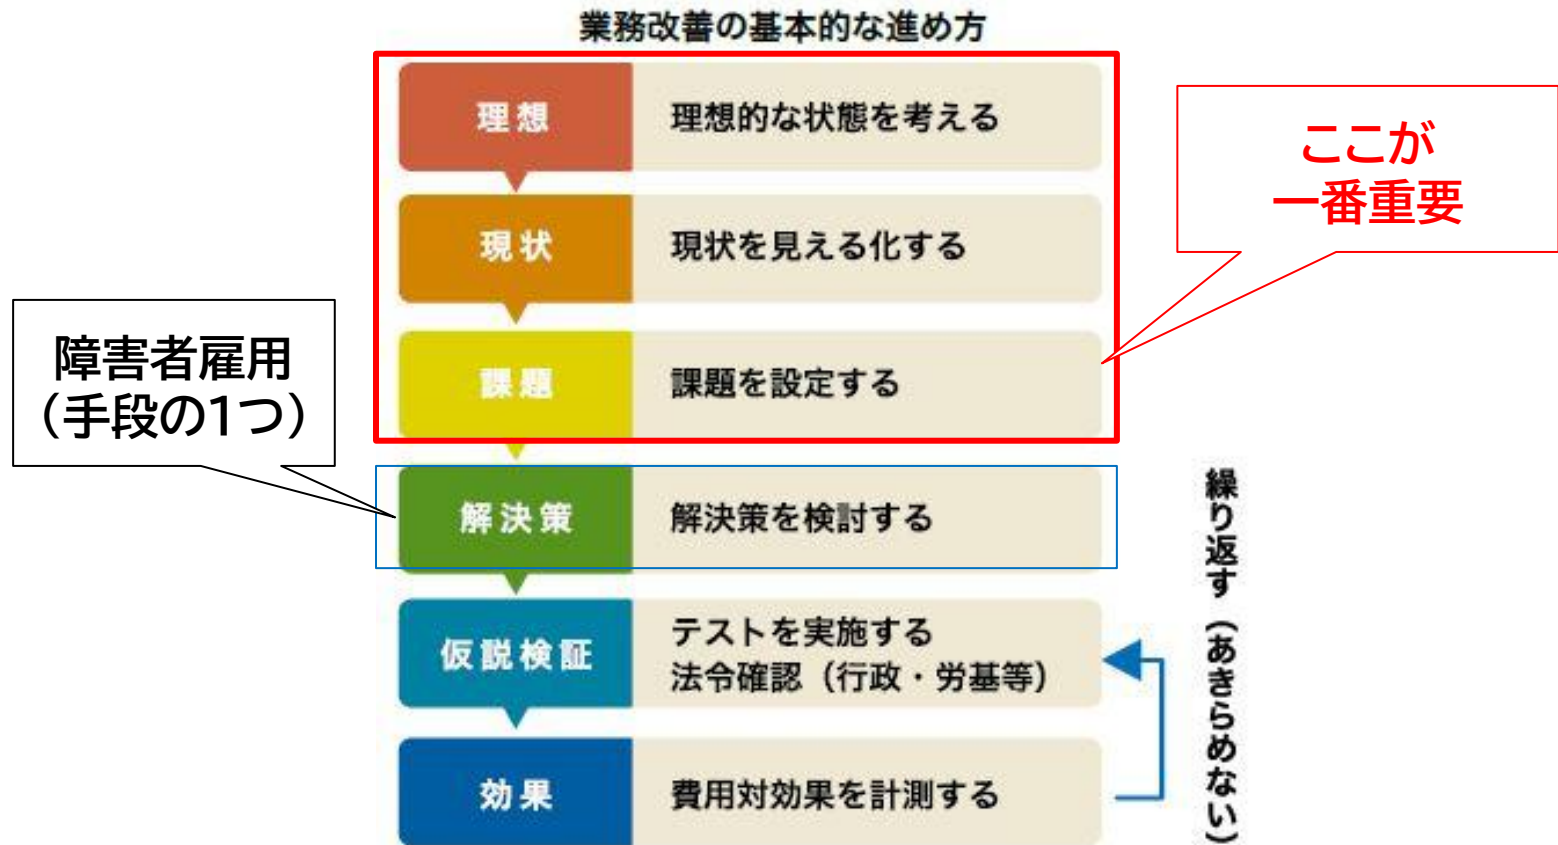 業務改善の基本的な進め方
理想
理想的な状態を考える
ここが
一番重要
現状
現状を見える化する
障害者雇用
（手段の1つ）
課題
課題を設定する
解決策
解決策を検討する
仮説検証
テストを実施する
法令確認（行政・労基等）
効果
費用対効果を計測する
繰り返す（あきらめない）